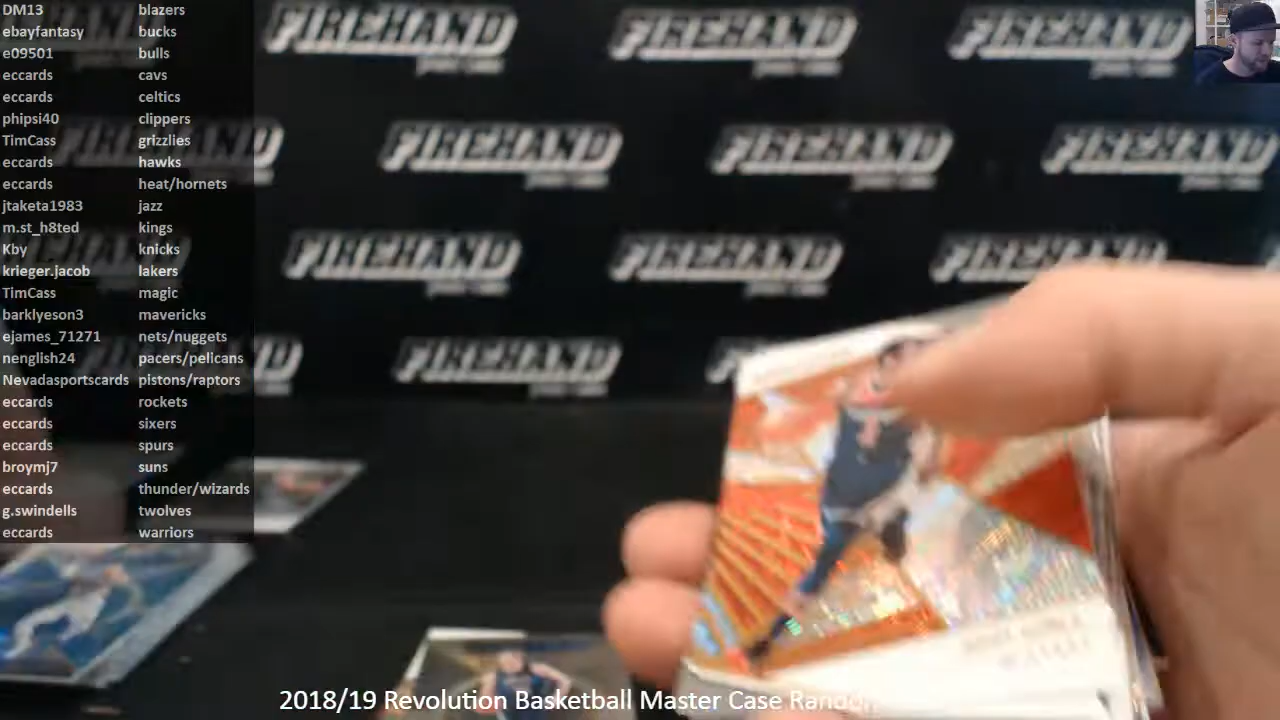 DM13 blazers
ebayfantasy bucks
e09501 bulls
eccards cavs
eccards celtics
phipsi40 clippers
TimCass grizzlies
eccards hawks
eccards heat/hornets
jtaketa1983 jazz
m.st_h8ted kings
Kby knicks
krieger.jacob lakers
TimCass magic
barklyeson3 mavericks
ejames_71271 nets/nuggets
nenglish24 pacers/pelicans
Nevadasportscards pistons/raptors
eccards rockets
eccards sixers
eccards spurs
broymj7 suns
eccards thunder/wizards
g.swindells twolves
eccards warriors
FIREHAND FIREHAND FIREHAND
FIREHAND FIREHAND FIREHAND FIREHAND
FIREHAND FIREHAND FIREHAND
FIREHAND
2018/19 Revolution Basketball Master Case Random